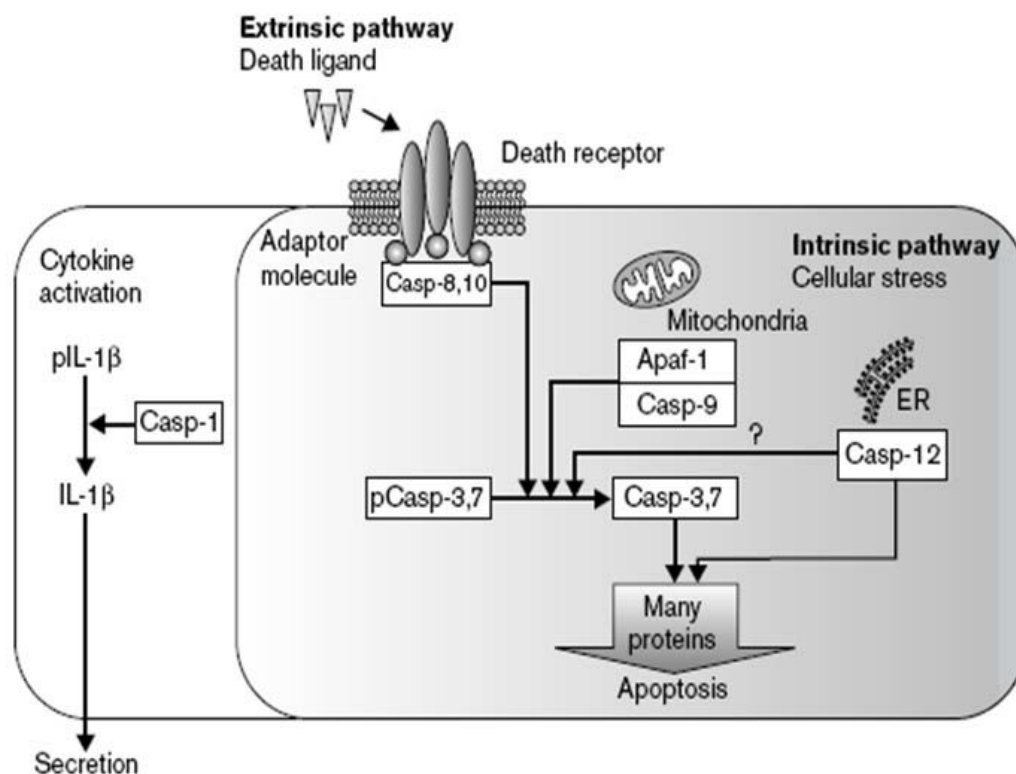 Extrinsic pathway
Death ligand
Death receptor
Cytokine
activation
Adaptor
molecule
Casp-8,10
Intrinsic pathway
Cellular stress
Mitochondria
pIL-1β
Apaf-1
Casp-9
ER
Casp-1
?
Casp-12
IL-1β
pCasp-3,7
Casp-3,7
Many
proteins
Apoptosis
Secretion